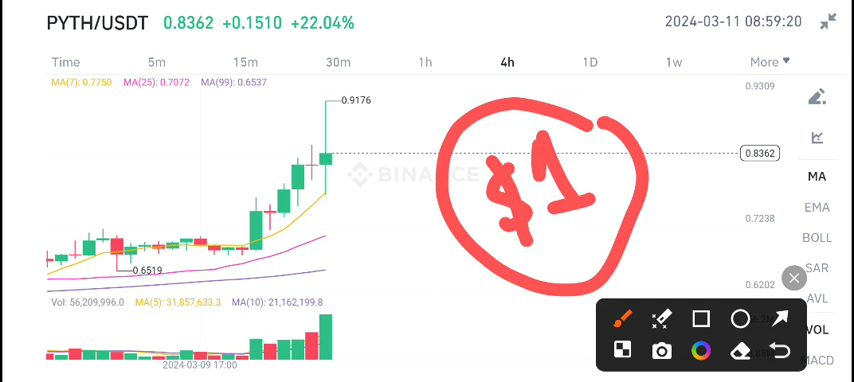 PYTH/USDT 0.8362 +0.1510 +22.04% 2024-03-11 08:59:20
Time 5m 15m 30m 1h 4h 1D 1w More
MA(7): 0.7750 MA(25): 0.7072 MA(99): 0.6537
0.9309
0.9176
0.8362
BINANCE
$1
MA
EMA
0.7238
BOLL
0.6519
SAR
0.6202
AVL
Vol: 56,209,996.0 MA(5): 31,857,633.3 MA(10): 21,162,199.8
VOL
MACD
2024-03-09 17:00